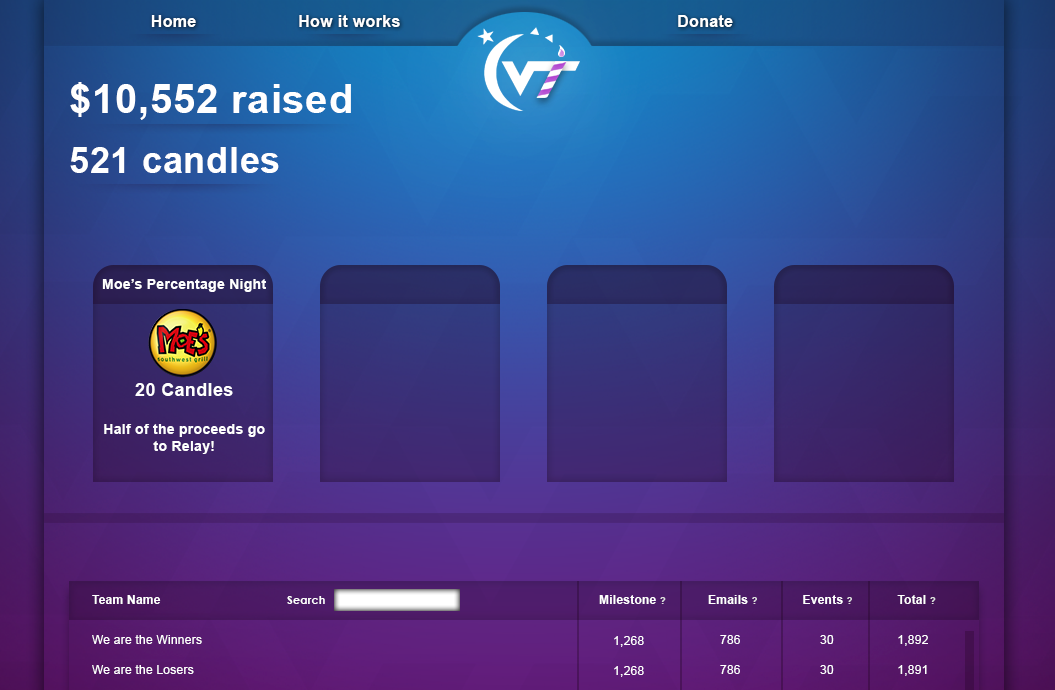 Home How it works Donate
VT
$10,552 raised
521 candles
Moe's Percentage Night
MOE'S
southwest grill
20 Candles
Half of the proceeds go
to Relay!
Team Name Search Milestone ? Emails ? Events ? Total ?
We are the Winners 1,268 786 30 1,892
We are the Losers 1,268 786 30 1,891